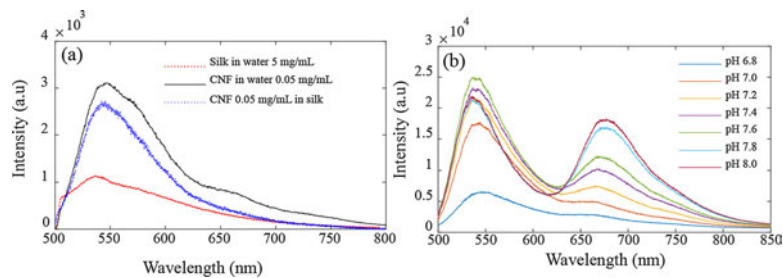 ×10³
4
3
2
1
0
500
550
600
650
700
750
800
Intensity (a.u)
Wavelength (nm)
(a)
Silk in water 5 mg/mL
CNF in water 0.05 mg/mL
CNF 0.05 mg/mL in silk
×10⁴
3
2.5
2
1.5
1
0.5
0
500
550
600
650
700
750
800
850
Intensity (a.u)
Wavelength (nm)
(b)
pH 6.8
pH 7.0
pH 7.2
pH 7.4
pH 7.6
pH 7.8
pH 8.0